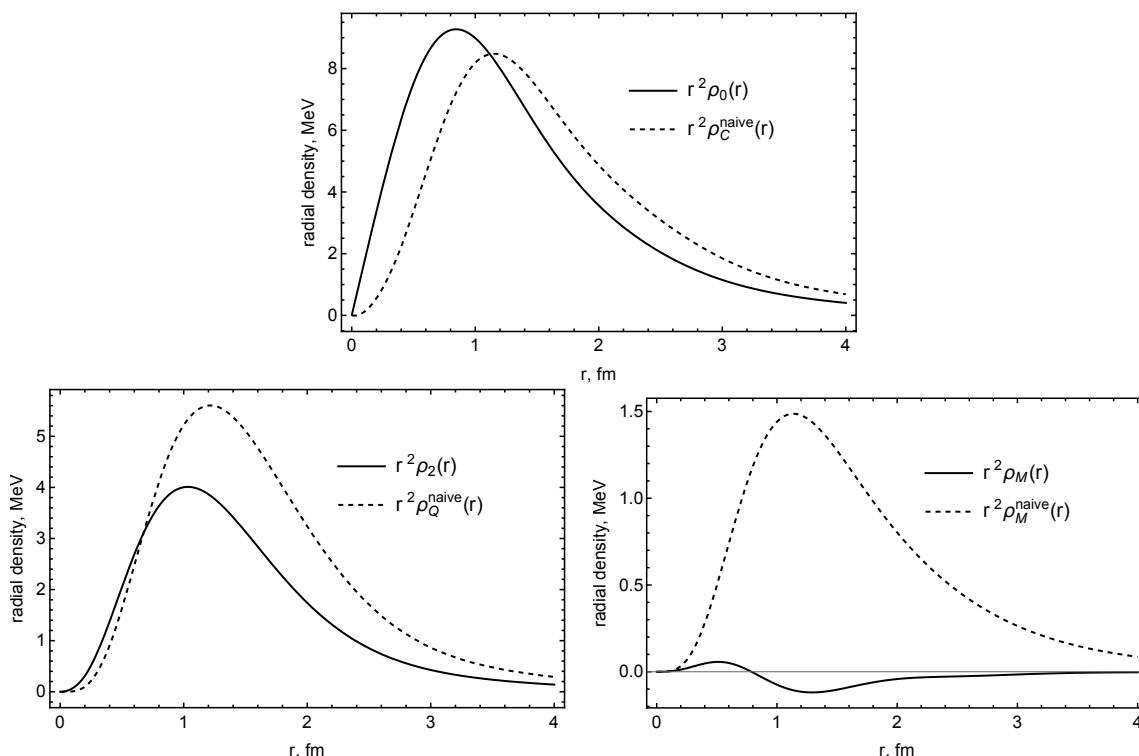 radial density, MeV
8
6
4
2
0
r²ρ₀(r)
r²ρ_C^naive(r)
0 1 2 3 4
r, fm
radial density, MeV
5
4
3
2
1
0
r²ρ₂(r)
r²ρ_Q^naive(r)
0 1 2 3 4
r, fm
radial density, MeV
1.5
1.0
0.5
0.0
r²ρ_M(r)
r²ρ_M^naive(r)
0 1 2 3 4
r, fm